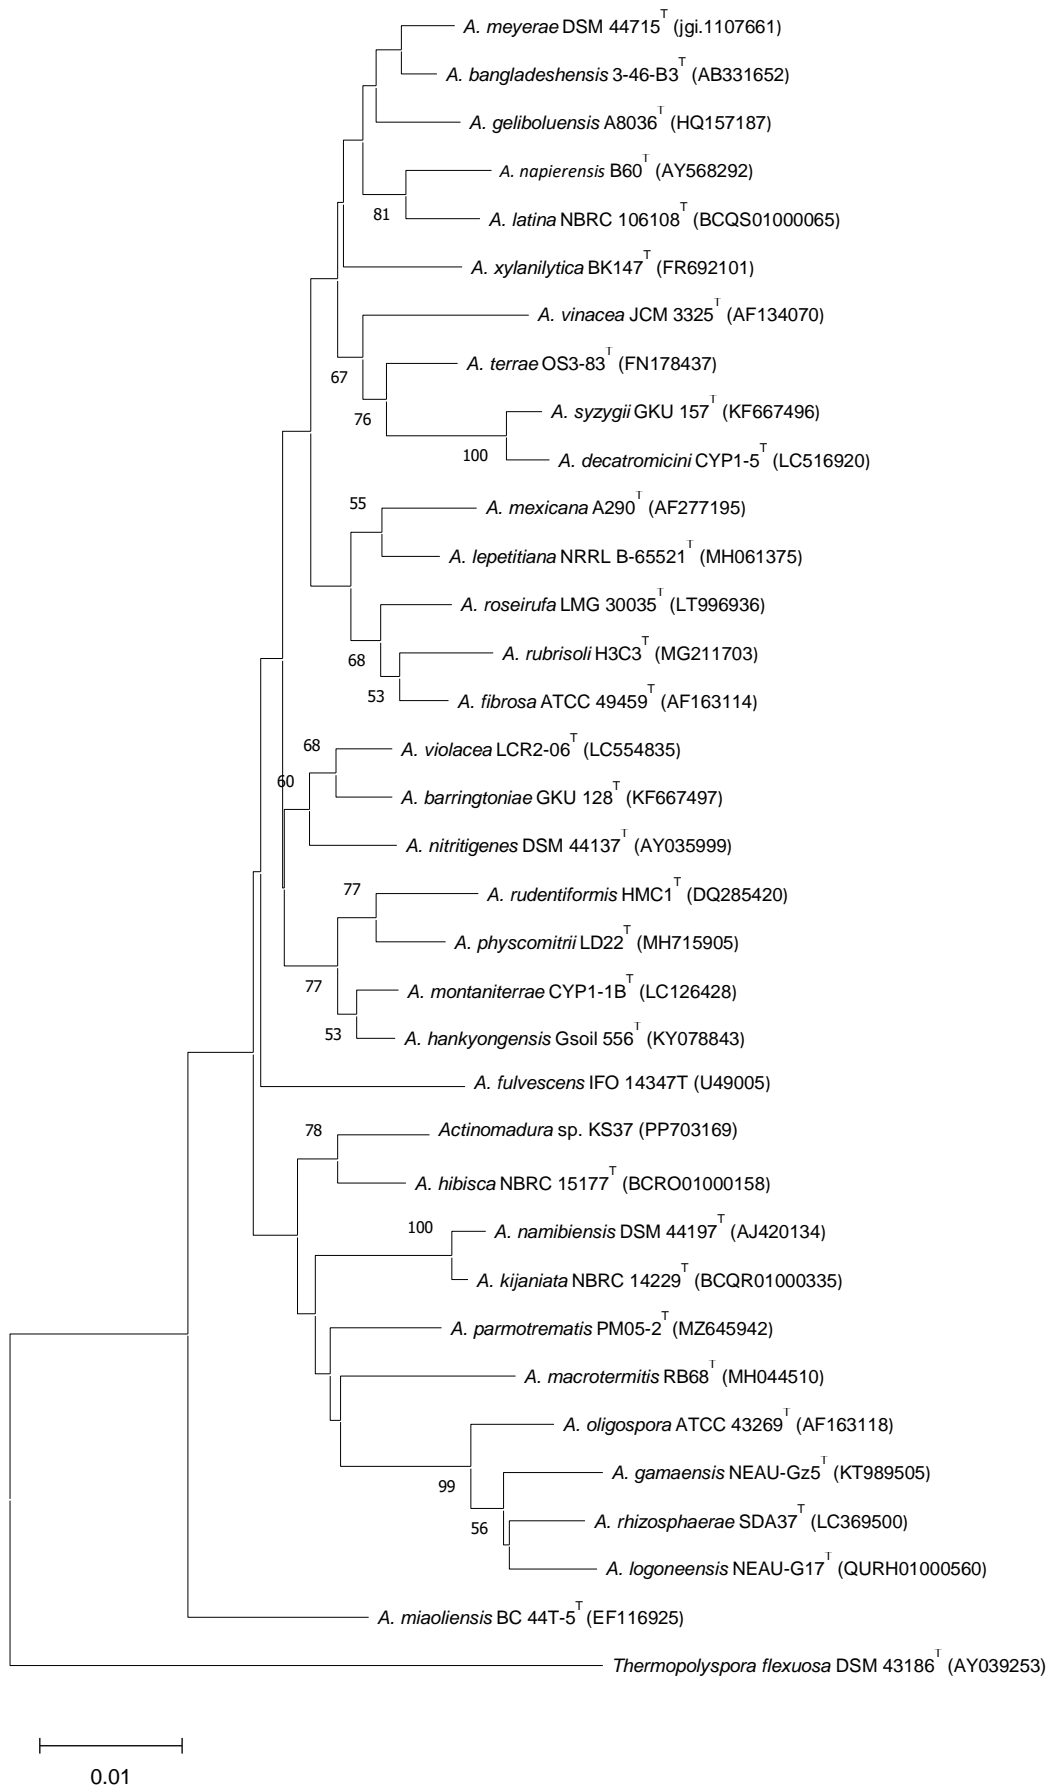 A. meyerae DSM 44715T (jgi.1107661)
A. bangladeshensis 3-46-B3T (AB331652)
A. geliboluensis A8036T (HQ157187)
A. napierensis B60T (AY568292)
81
A. latina NBRC 106108T (BCQS01000065)
A. xylanilytica BK147T (FR692101)
A. vinacea JCM 3325T (AF134070)
A. terrae OS3-83T (FN178437)
67
A. syzygii GKU 157T (KF667496)
76
100
A. decatromicini CYP1-5T (LC516920)
55
A. mexicana A290T (AF277195)
A. lepetitiana NRRL B-65521T (MH061375)
A. roseirufa LMG 30035T (LT996936)
68
A. rubrisoli H3C3T (MG211703)
53
A. fibrosa ATCC 49459T (AF163114)
68
A. violacea LCR2-06T (LC554835)
60
A. barringtoniae GKU 128T (KF667497)
A. nitritigenes DSM 44137T (AY035999)
77
A. rudentiformis HMC1T (DQ285420)
A. physcomitrii LD22T (MH715905)
77
A. montaniterrae CYP1-1BT (LC126428)
53
A. hankyongensis Gsoil 556T (KY078843)
A. fulvescens IFO 14347T (U49005)
78
Actinomadura sp. KS37 (PP703169)
A. hibisca NBRC 15177T (BCRO01000158)
100
A. namibiensis DSM 44197T (AJ420134)
A. kijaniata NBRC 14229T (BCQR01000335)
A. parmotrematis PM05-2T (MZ645942)
A. macrotermitis RB68T (MH044510)
A. oligospora ATCC 43269T (AF163118)
A. gamaensis NEAU-Gz5T (KT989505)
99
A. rhizosphaerae SDA37T (LC369500)
56
A. logoneensis NEAU-G17T (QURH01000560)
A. miaoliensis BC 44T-5T (EF116925)
Thermopolyspora flexuosa DSM 43186T (AY039253)
0.01